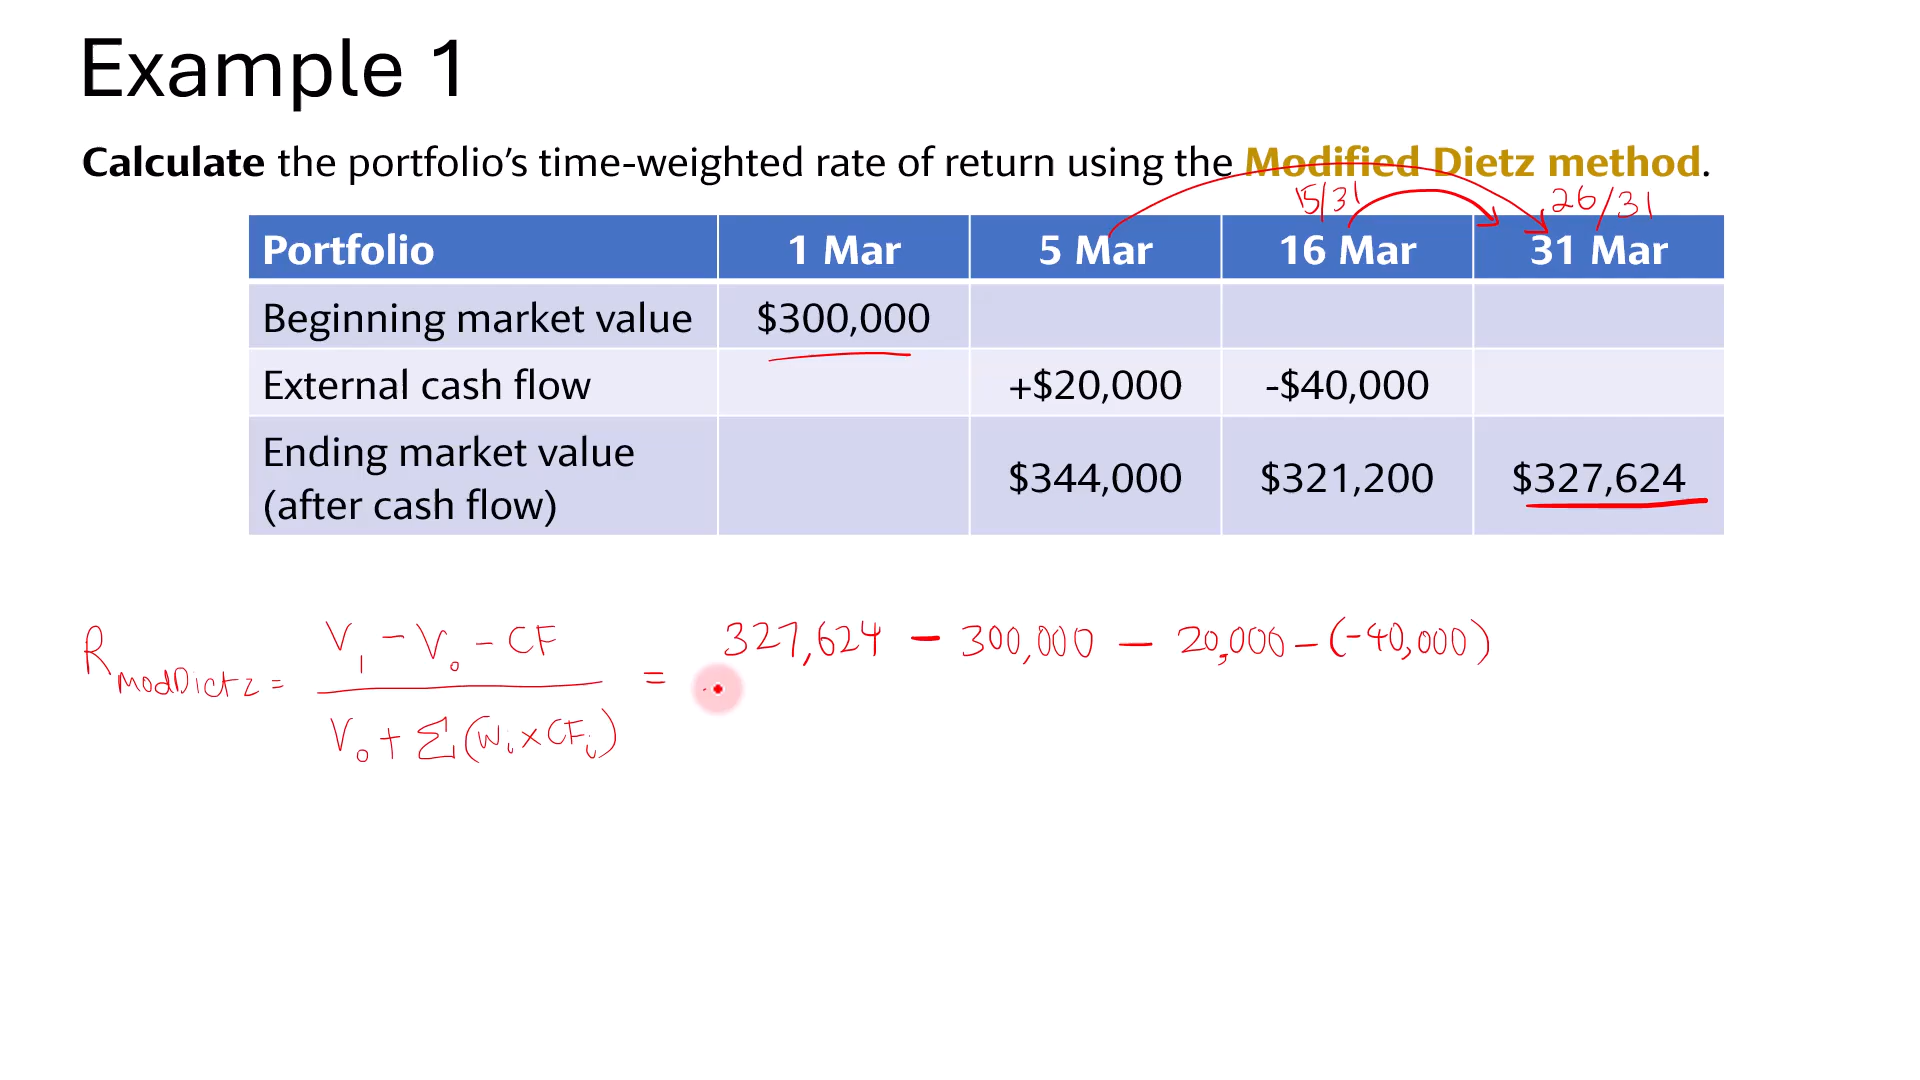 Example 1
Calculate the portfolio’s time-weighted rate of return using the Modified Dietz method.
15/31 26/31
Portfolio 1 Mar 5 Mar 16 Mar 31 Mar
Beginning market value $300,000
External cash flow +$20,000 -$40,000
Ending market value
(after cash flow) $344,000 $321,200 $327,624
R ModDietz = V₁ - V₀ - CF = 327,624 - 300,000 - 20,000 - (-40,000)
V₀ + Σ(Wᵢ × CFᵢ)